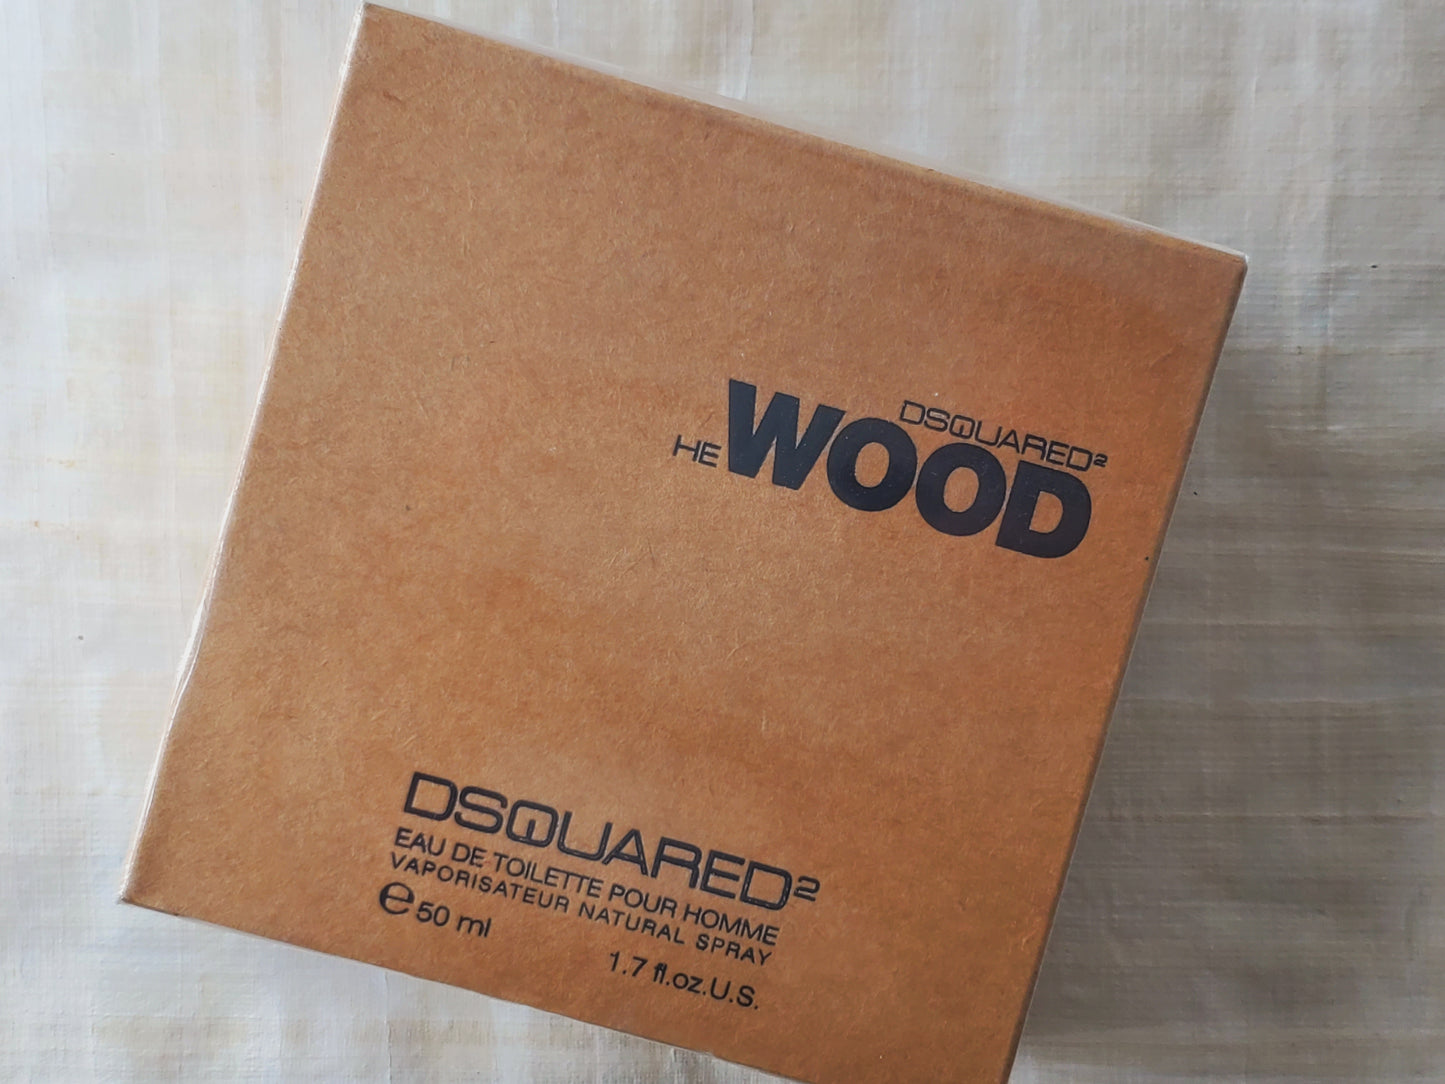 DSQUARED²
HE WOOD
DSQUARED²
EAU DE TOILETTE POUR HOMME
VAPORISATEUR NATURAL SPRAY
℮ 50 ml
1.7 fl.oz.U.S.